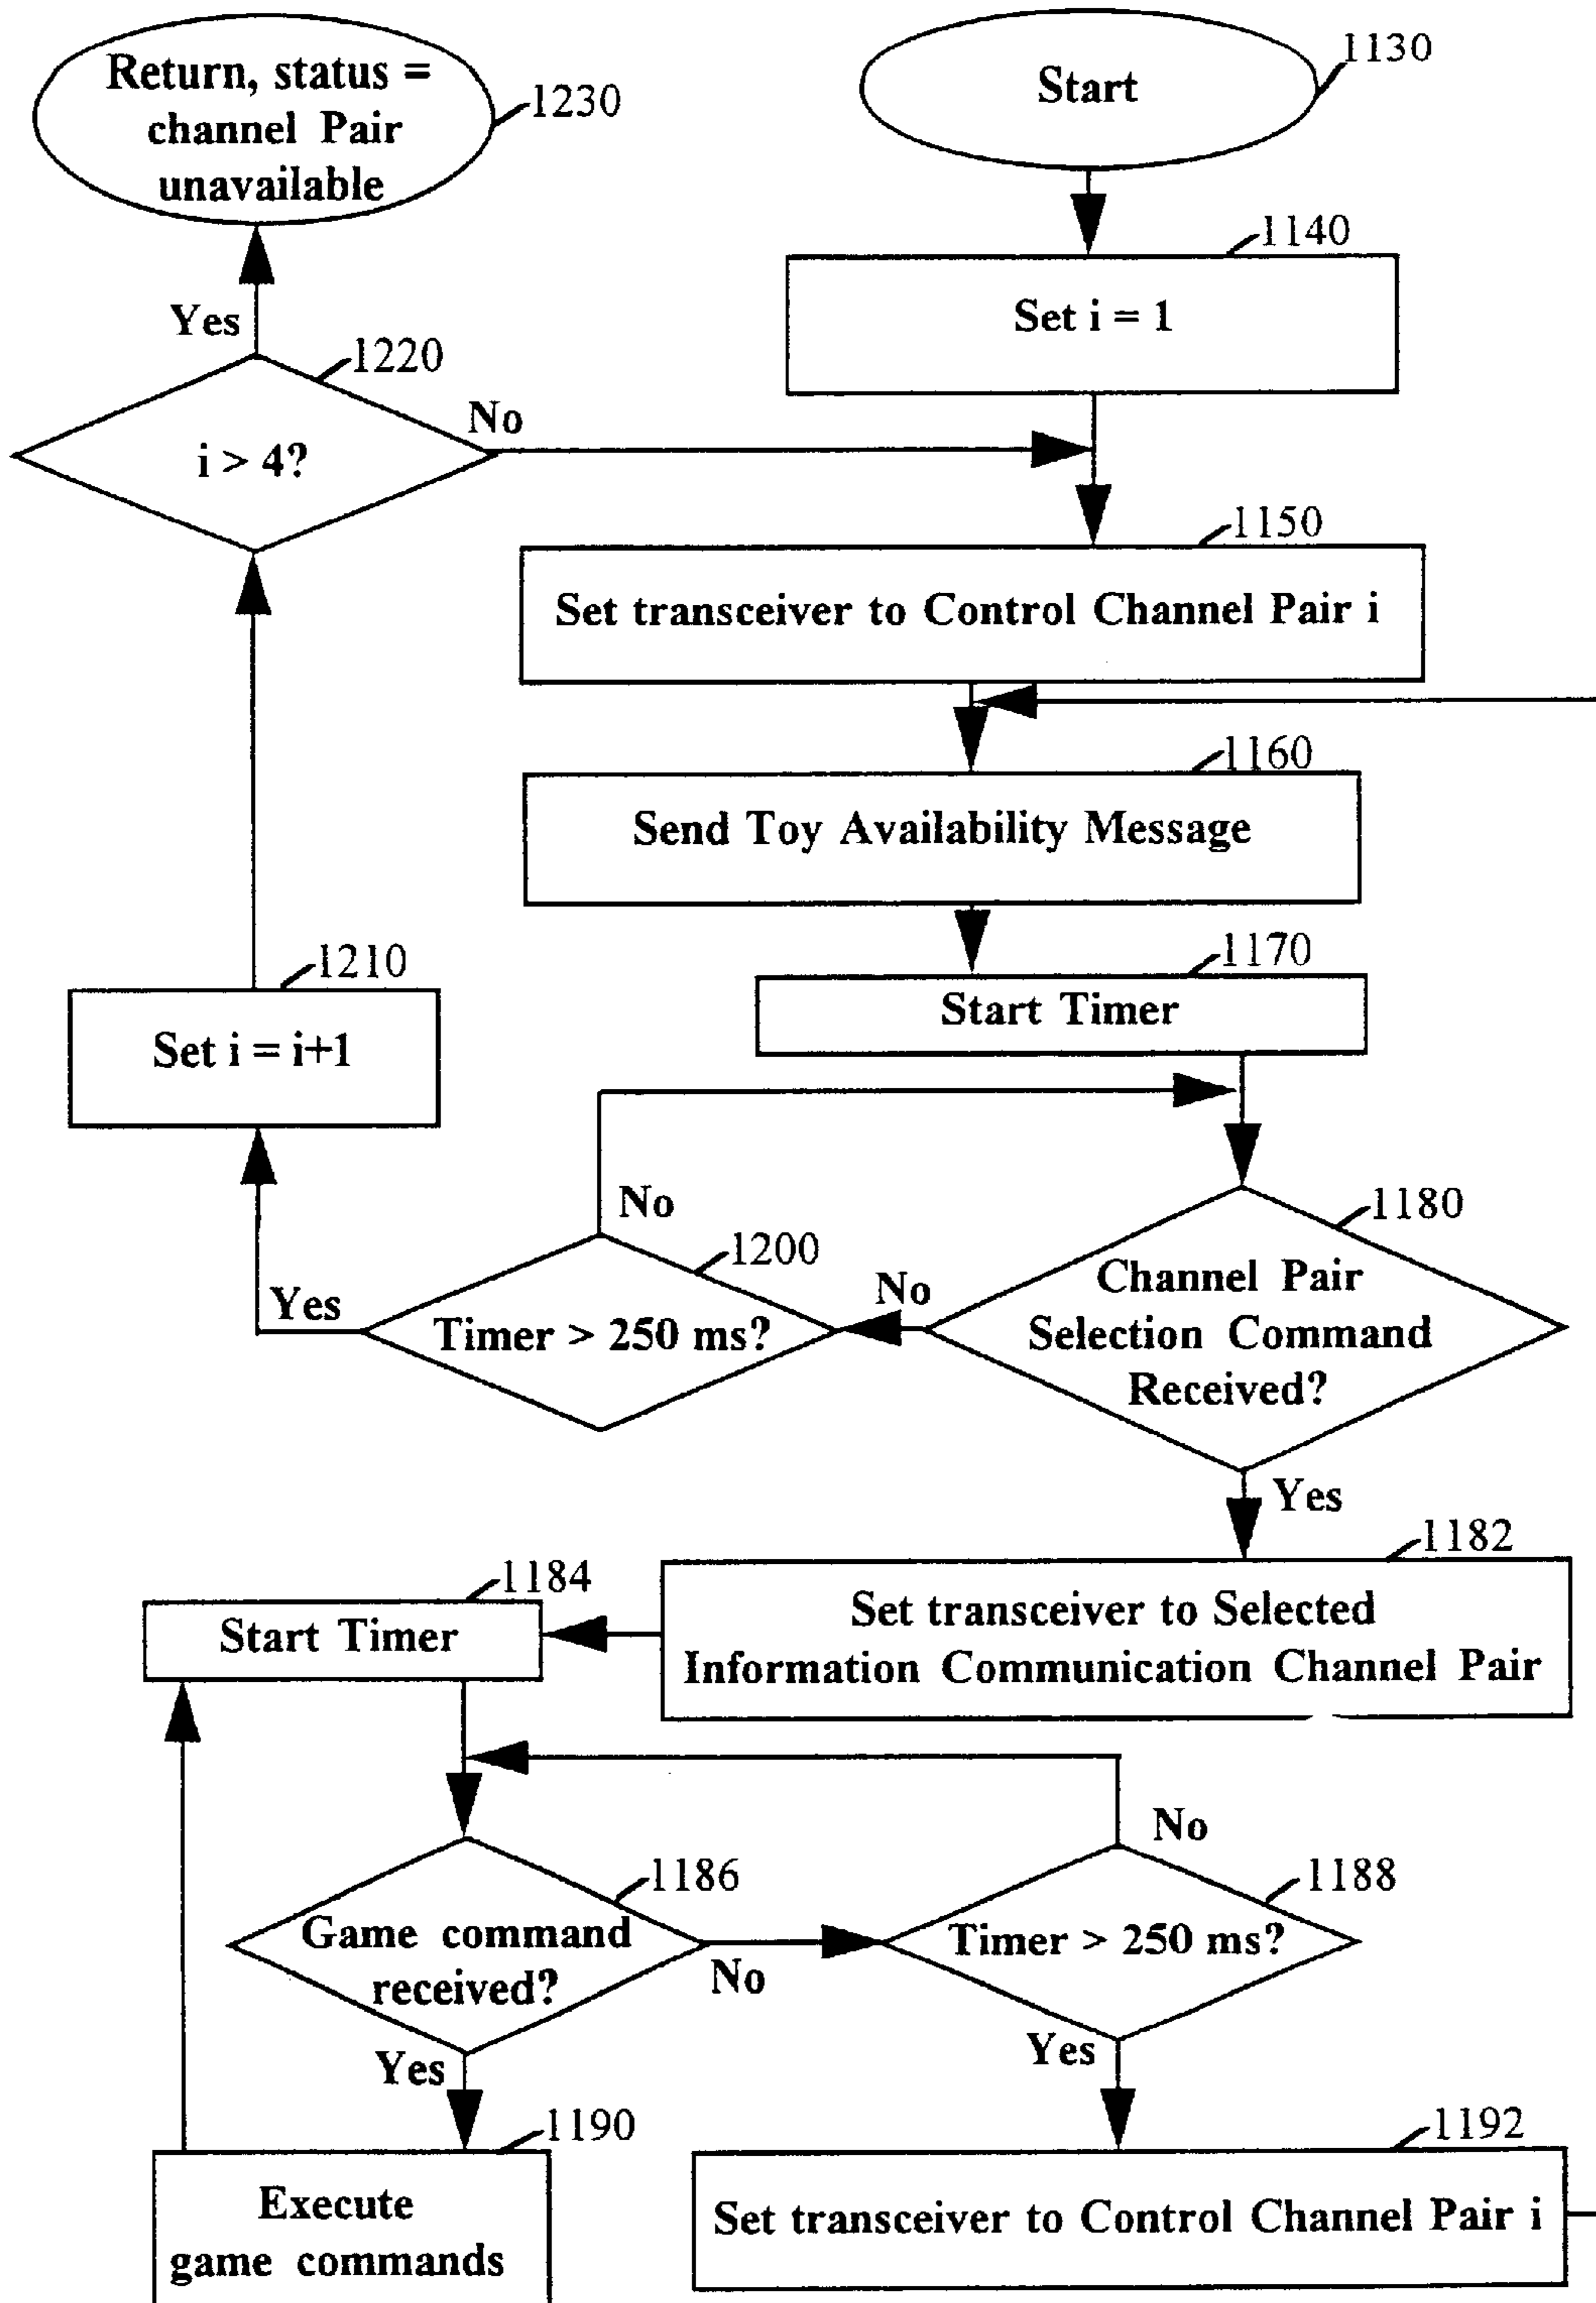 Return, status =
channel Pair
unavailable
1230
Start
1130
1140
Set i = 1
Yes
1220
No
i > 4?
1150
Set transceiver to Control Channel Pair i
1160
Send Toy Availability Message
1210
Set i = i+1
1170
Start Timer
No
1180
1200
Yes
Timer > 250 ms?
No
Channel Pair
Selection Command
Received?
Yes
1182
Set transceiver to Selected
Information Communication Channel Pair
1184
Start Timer
No
1186
Game command
received?
No
1188
Timer > 250 ms?
Yes
Yes
1190
Execute
game commands
1192
Set transceiver to Control Channel Pair i